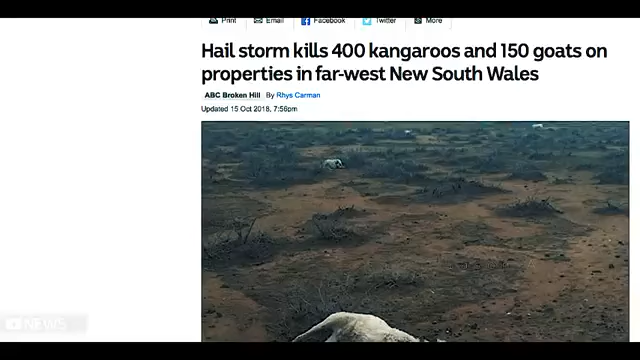 Print Email Facebook Twitter More
Hail storm kills 400 kangaroos and 150 goats on
properties in far-west New South Wales
ABC Broken Hill By Rhys Carman
Updated 15 Oct 2018, 7:56pm
NEWS